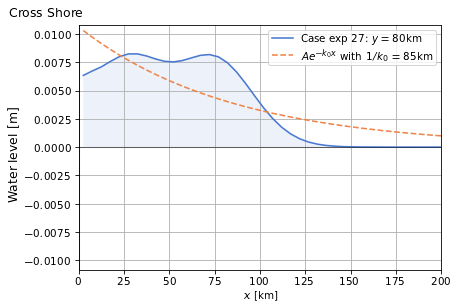 Cross Shore
Case exp 27: y = 80km
Ae^{-k₀x} with 1/k₀ = 85km
Water level [m]
0.0100
0.0075
0.0050
0.0025
0.0000
−0.0025
−0.0050
−0.0075
−0.0100
0 25 50 75 100 125 150 175 200
x [km]